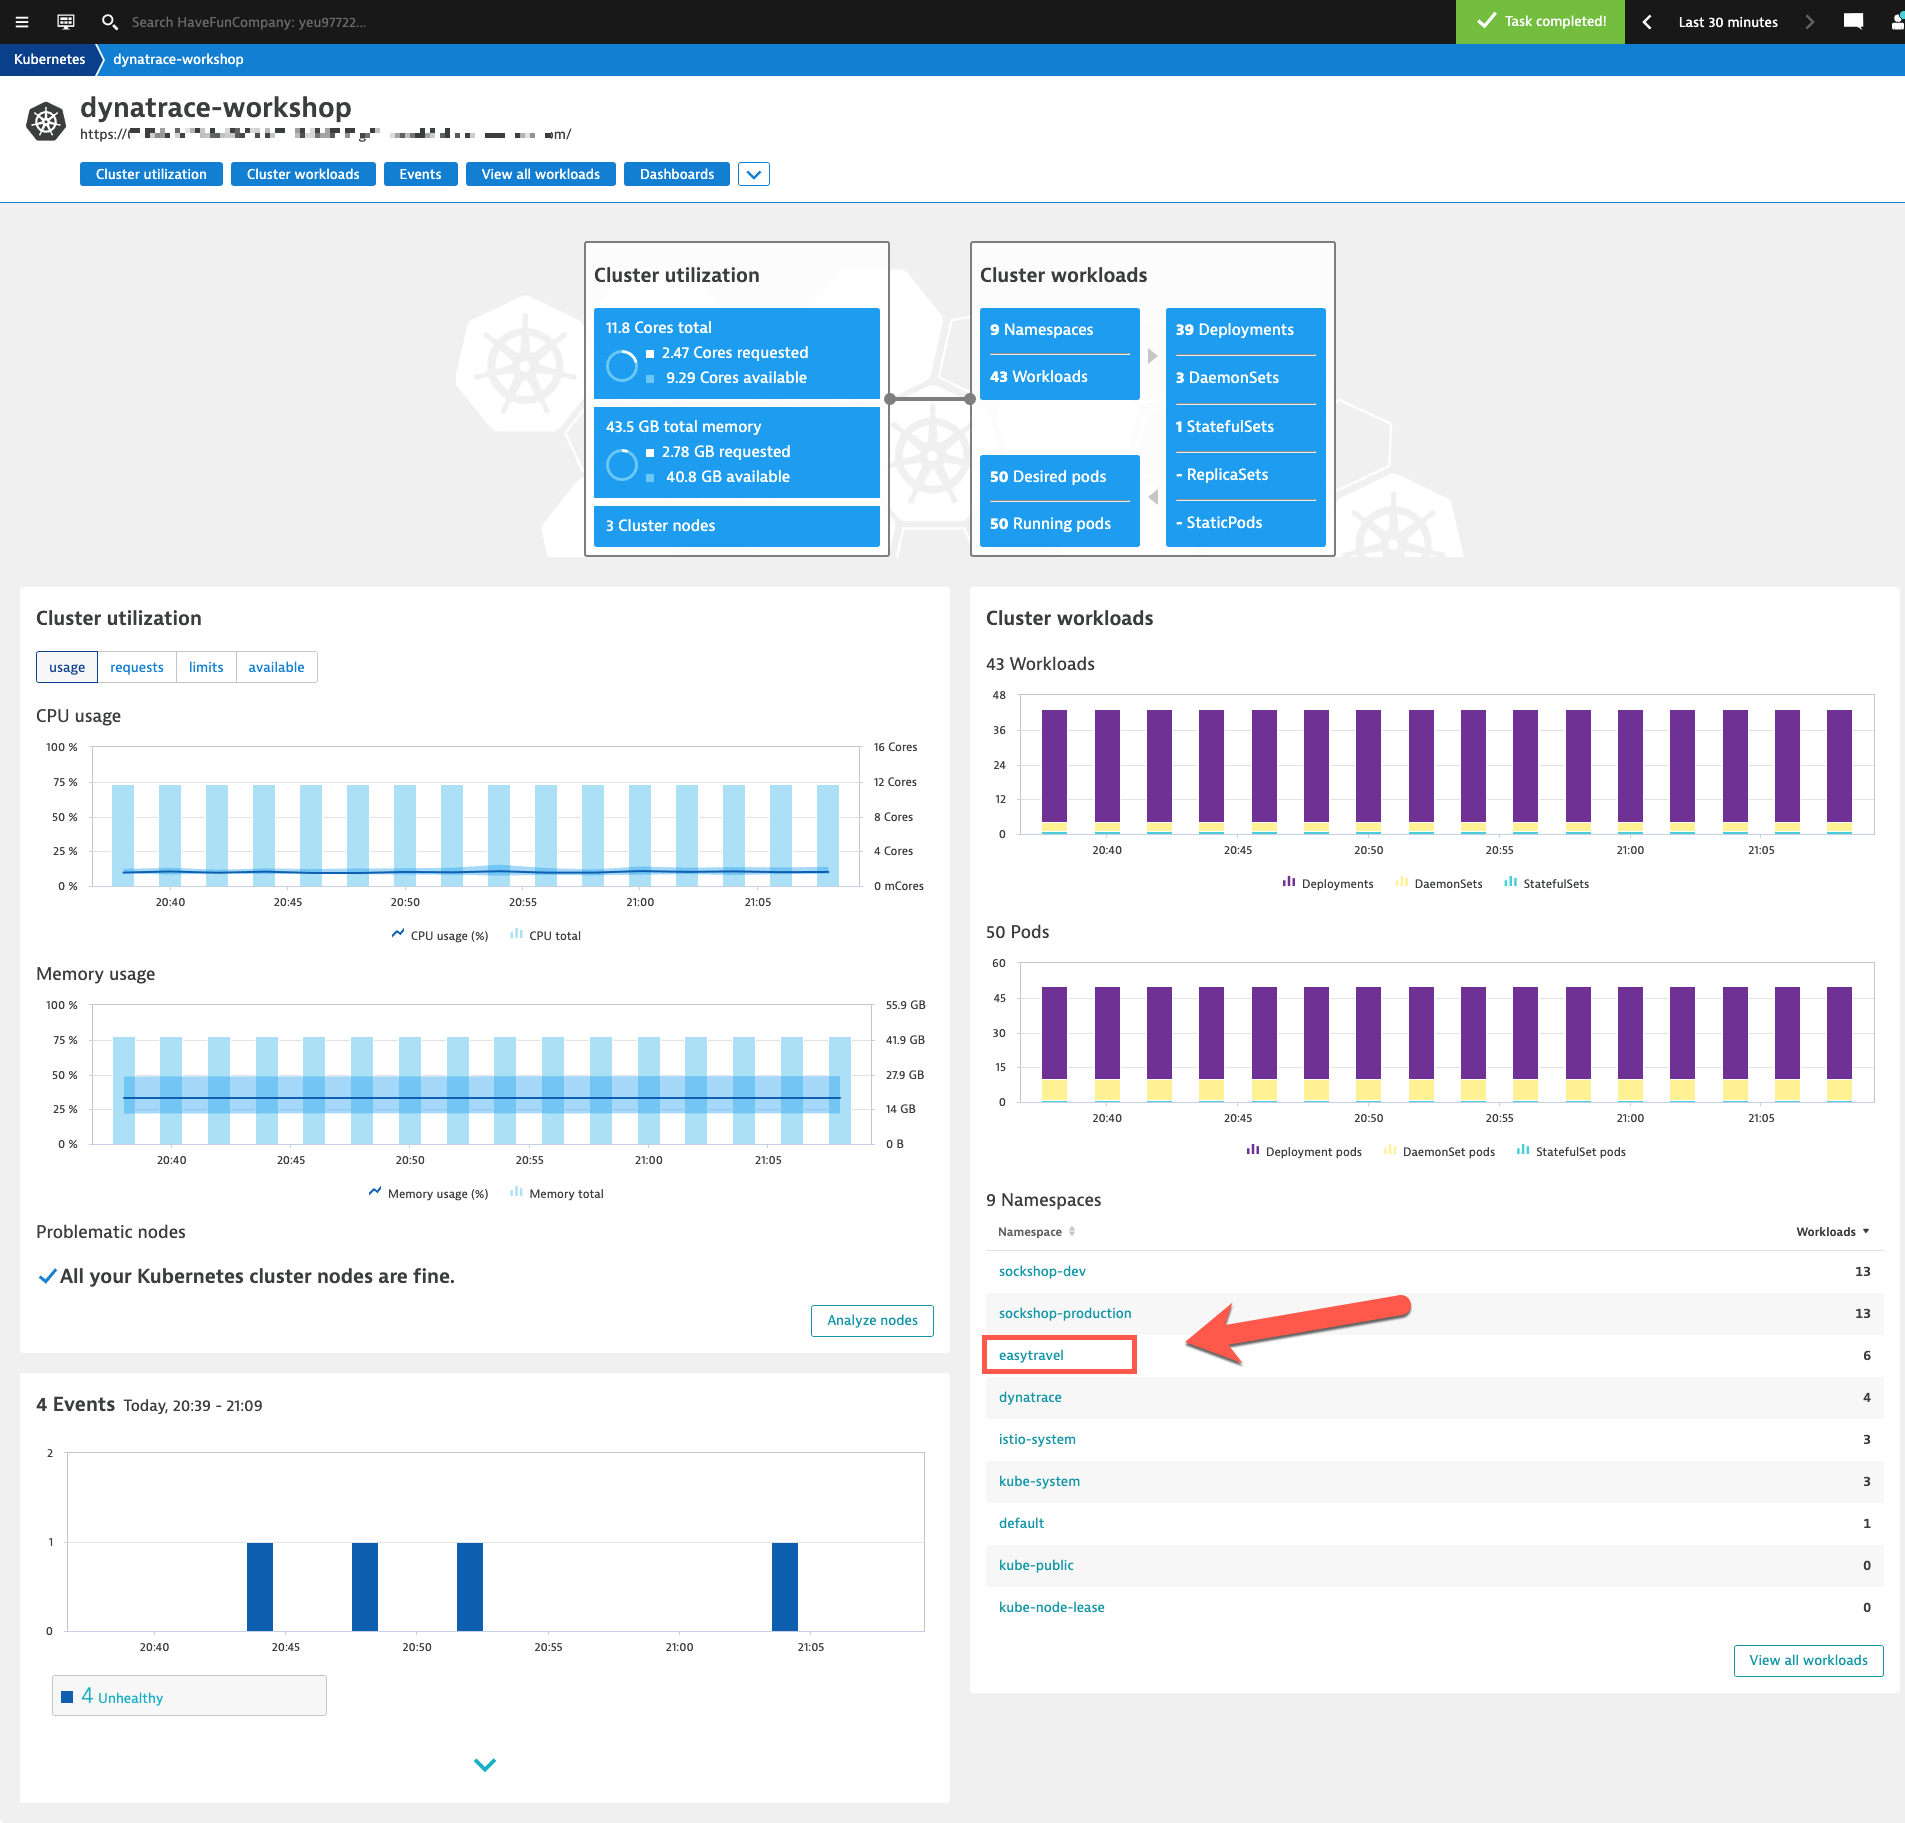 Search HaveFunCompany: yeu97722...
Task completed!
Last 30 minutes
Kubernetes
dynatrace-workshop
dynatrace-workshop
https://
om/
Cluster utilization
Cluster workloads
Events
View all workloads
Dashboards
Cluster utilization
11.8 Cores total
2.47 Cores requested
9.29 Cores available
43.5 GB total memory
2.78 GB requested
40.8 GB available
3 Cluster nodes
Cluster workloads
9 Namespaces
43 Workloads
50 Desired pods
50 Running pods
39 Deployments
3 DaemonSets
1 StatefulSets
- ReplicaSets
- StaticPods
Cluster utilization
usage requests limits available
CPU usage
100 %
75 %
50 %
25 %
0 %
16 Cores
12 Cores
8 Cores
4 Cores
0 mCores
20:40 20:45 20:50 20:55 21:00 21:05
CPU usage (%) CPU total
Memory usage
100 %
75 %
50 %
25 %
0 %
55.9 GB
41.9 GB
27.9 GB
14 GB
0 B
20:40 20:45 20:50 20:55 21:00 21:05
Memory usage (%) Memory total
Problematic nodes
All your Kubernetes cluster nodes are fine.
Analyze nodes
4 Events Today, 20:39 - 21:09
2
1
0
20:40 20:45 20:50 20:55 21:00 21:05
4 Unhealthy
Cluster workloads
43 Workloads
48
36
24
12
0
20:40 20:45 20:50 20:55 21:00 21:05
Deployments DaemonSets StatefulSets
50 Pods
60
45
30
15
0
20:40 20:45 20:50 20:55 21:00 21:05
Deployment pods DaemonSet pods StatefulSet pods
9 Namespaces
Namespace Workloads
sockshop-dev 13
sockshop-production 13
easytravel 6
dynatrace 4
istio-system 3
kube-system 3
default 1
kube-public 0
kube-node-lease 0
View all workloads